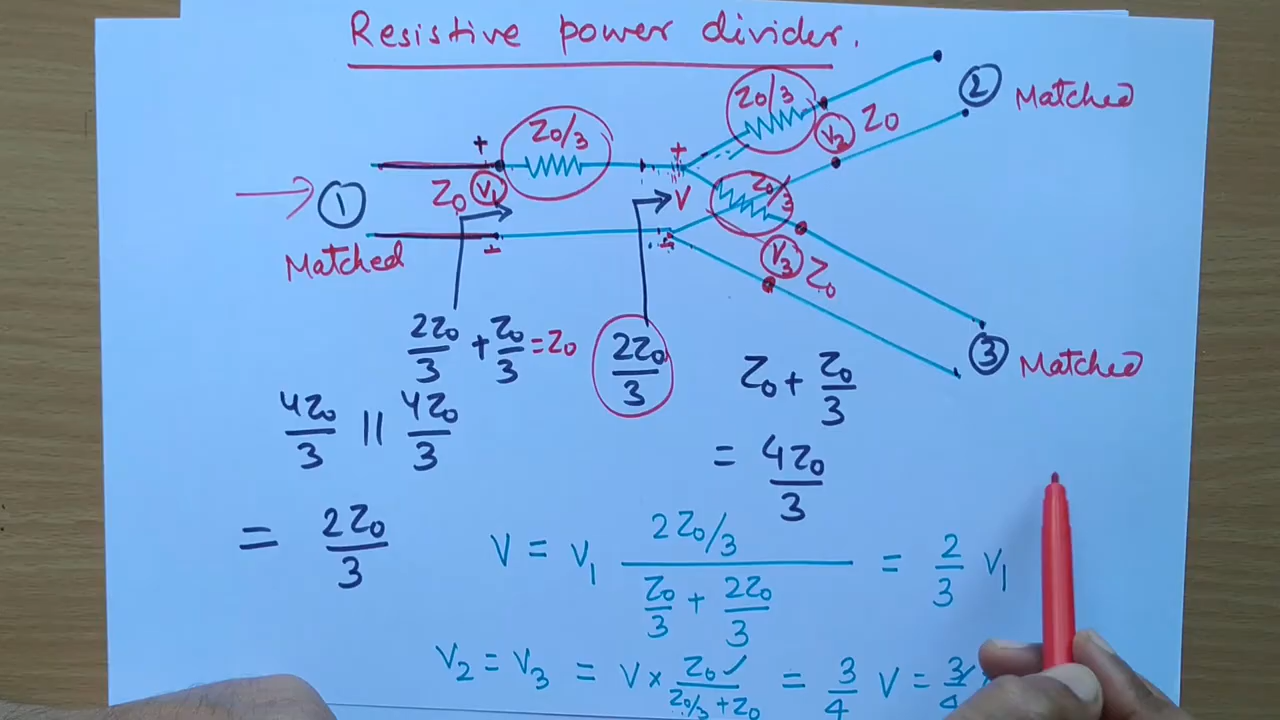 Resistive power divider.
Z0/3
2
Matched
Z0/3
+
V2 Z0
+
Z0 V1
Z0/3
1
V
Matched
V3 Z0
2Z0/3 + Z0/3 = Z0
2Z0/3
3 Matched
Z0 + Z0/3
4Z0/3 || 4Z0/3
= 4Z0/3
= 2Z0/3
V = V1 (2Z0/3)/(Z0/3 + 2Z0/3) = 2/3 V1
V2 = V3 = V × Z0/(Z0/3 + Z0) = 3/4 V = 3/4